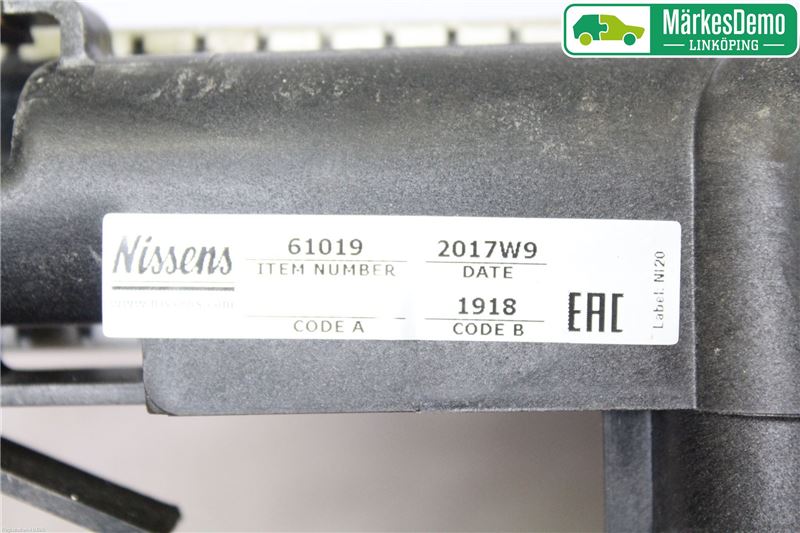 MärkesDemo
LINKÖPING
Nissens
61019
ITEM NUMBER
2017W9
DATE
CODE A
1918
CODE B
EAC
Label: NI20